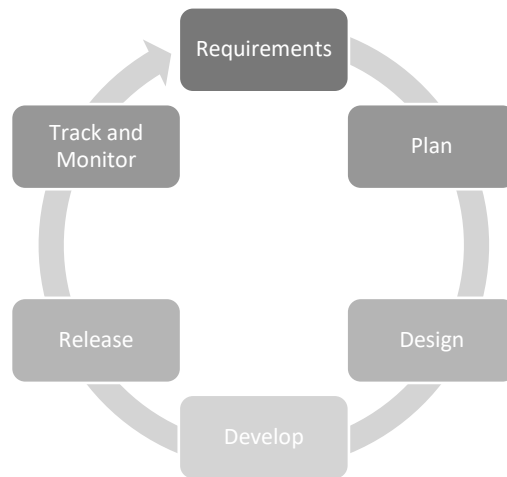 Requirements
Plan
Design
Develop
Release
Track and
Monitor